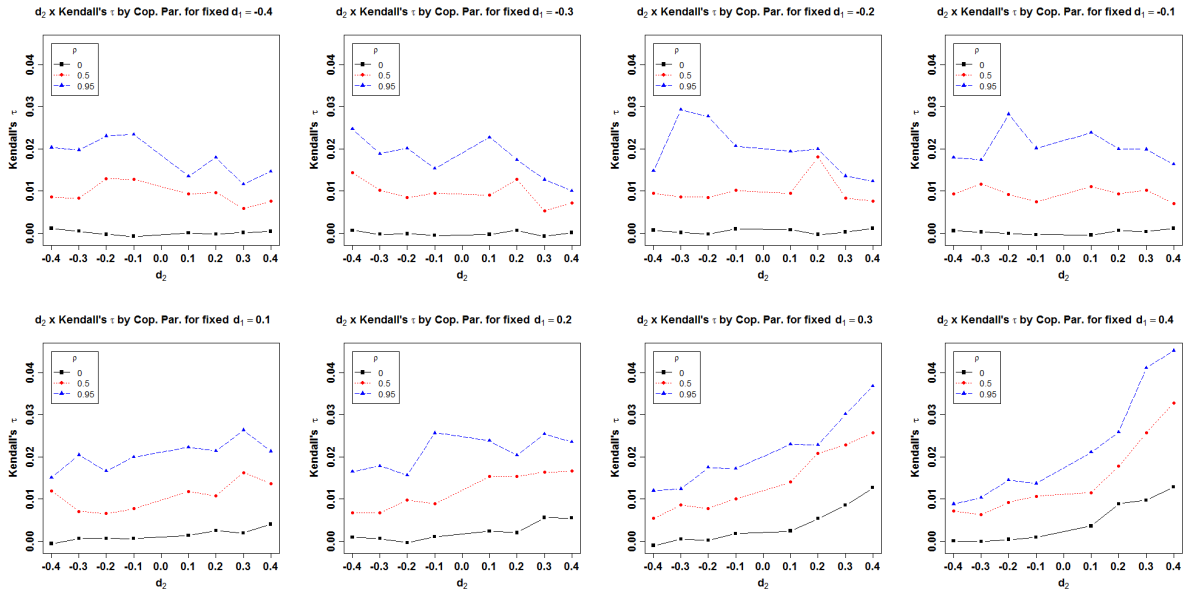 d₂ x Kendall's τ by Cop. Par. for fixed d₁ = -0.4
ρ
0
0.5
0.95
Kendall's τ
0.04
0.03
0.02
0.01
0.00
-0.4 -0.3 -0.2 -0.1 0.0 0.1 0.2 0.3 0.4
d₂
d₂ x Kendall's τ by Cop. Par. for fixed d₁ = -0.3
ρ
0
0.5
0.95
Kendall's τ
0.04
0.03
0.02
0.01
0.00
-0.4 -0.3 -0.2 -0.1 0.0 0.1 0.2 0.3 0.4
d₂
d₂ x Kendall's τ by Cop. Par. for fixed d₁ = -0.2
ρ
0
0.5
0.95
Kendall's τ
0.04
0.03
0.02
0.01
0.00
-0.4 -0.3 -0.2 -0.1 0.0 0.1 0.2 0.3 0.4
d₂
d₂ x Kendall's τ by Cop. Par. for fixed d₁ = -0.1
ρ
0
0.5
0.95
Kendall's τ
0.04
0.03
0.02
0.01
0.00
-0.4 -0.3 -0.2 -0.1 0.0 0.1 0.2 0.3 0.4
d₂
d₂ x Kendall's τ by Cop. Par. for fixed d₁ = 0.1
ρ
0
0.5
0.95
Kendall's τ
0.04
0.03
0.02
0.01
0.00
-0.4 -0.3 -0.2 -0.1 0.0 0.1 0.2 0.3 0.4
d₂
d₂ x Kendall's τ by Cop. Par. for fixed d₁ = 0.2
ρ
0
0.5
0.95
Kendall's τ
0.04
0.03
0.02
0.01
0.00
-0.4 -0.3 -0.2 -0.1 0.0 0.1 0.2 0.3 0.4
d₂
d₂ x Kendall's τ by Cop. Par. for fixed d₁ = 0.3
ρ
0
0.5
0.95
Kendall's τ
0.04
0.03
0.02
0.01
0.00
-0.4 -0.3 -0.2 -0.1 0.0 0.1 0.2 0.3 0.4
d₂
d₂ x Kendall's τ by Cop. Par. for fixed d₁ = 0.4
ρ
0
0.5
0.95
Kendall's τ
0.04
0.03
0.02
0.01
0.00
-0.4 -0.3 -0.2 -0.1 0.0 0.1 0.2 0.3 0.4
d₂